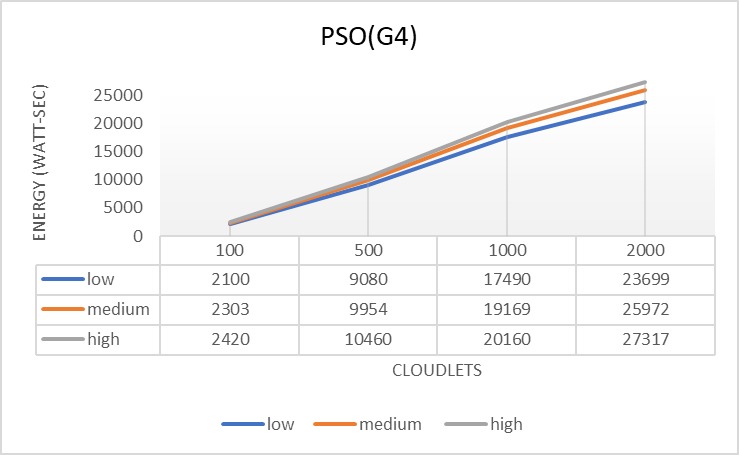 PSO(G4)
ENERGY (WATT-SEC)
25000
20000
15000
10000
5000
0
100 500 1000 2000
low 2100 9080 17490 23699
medium 2303 9954 19169 25972
high 2420 10460 20160 27317
CLOUDLETS
low medium high